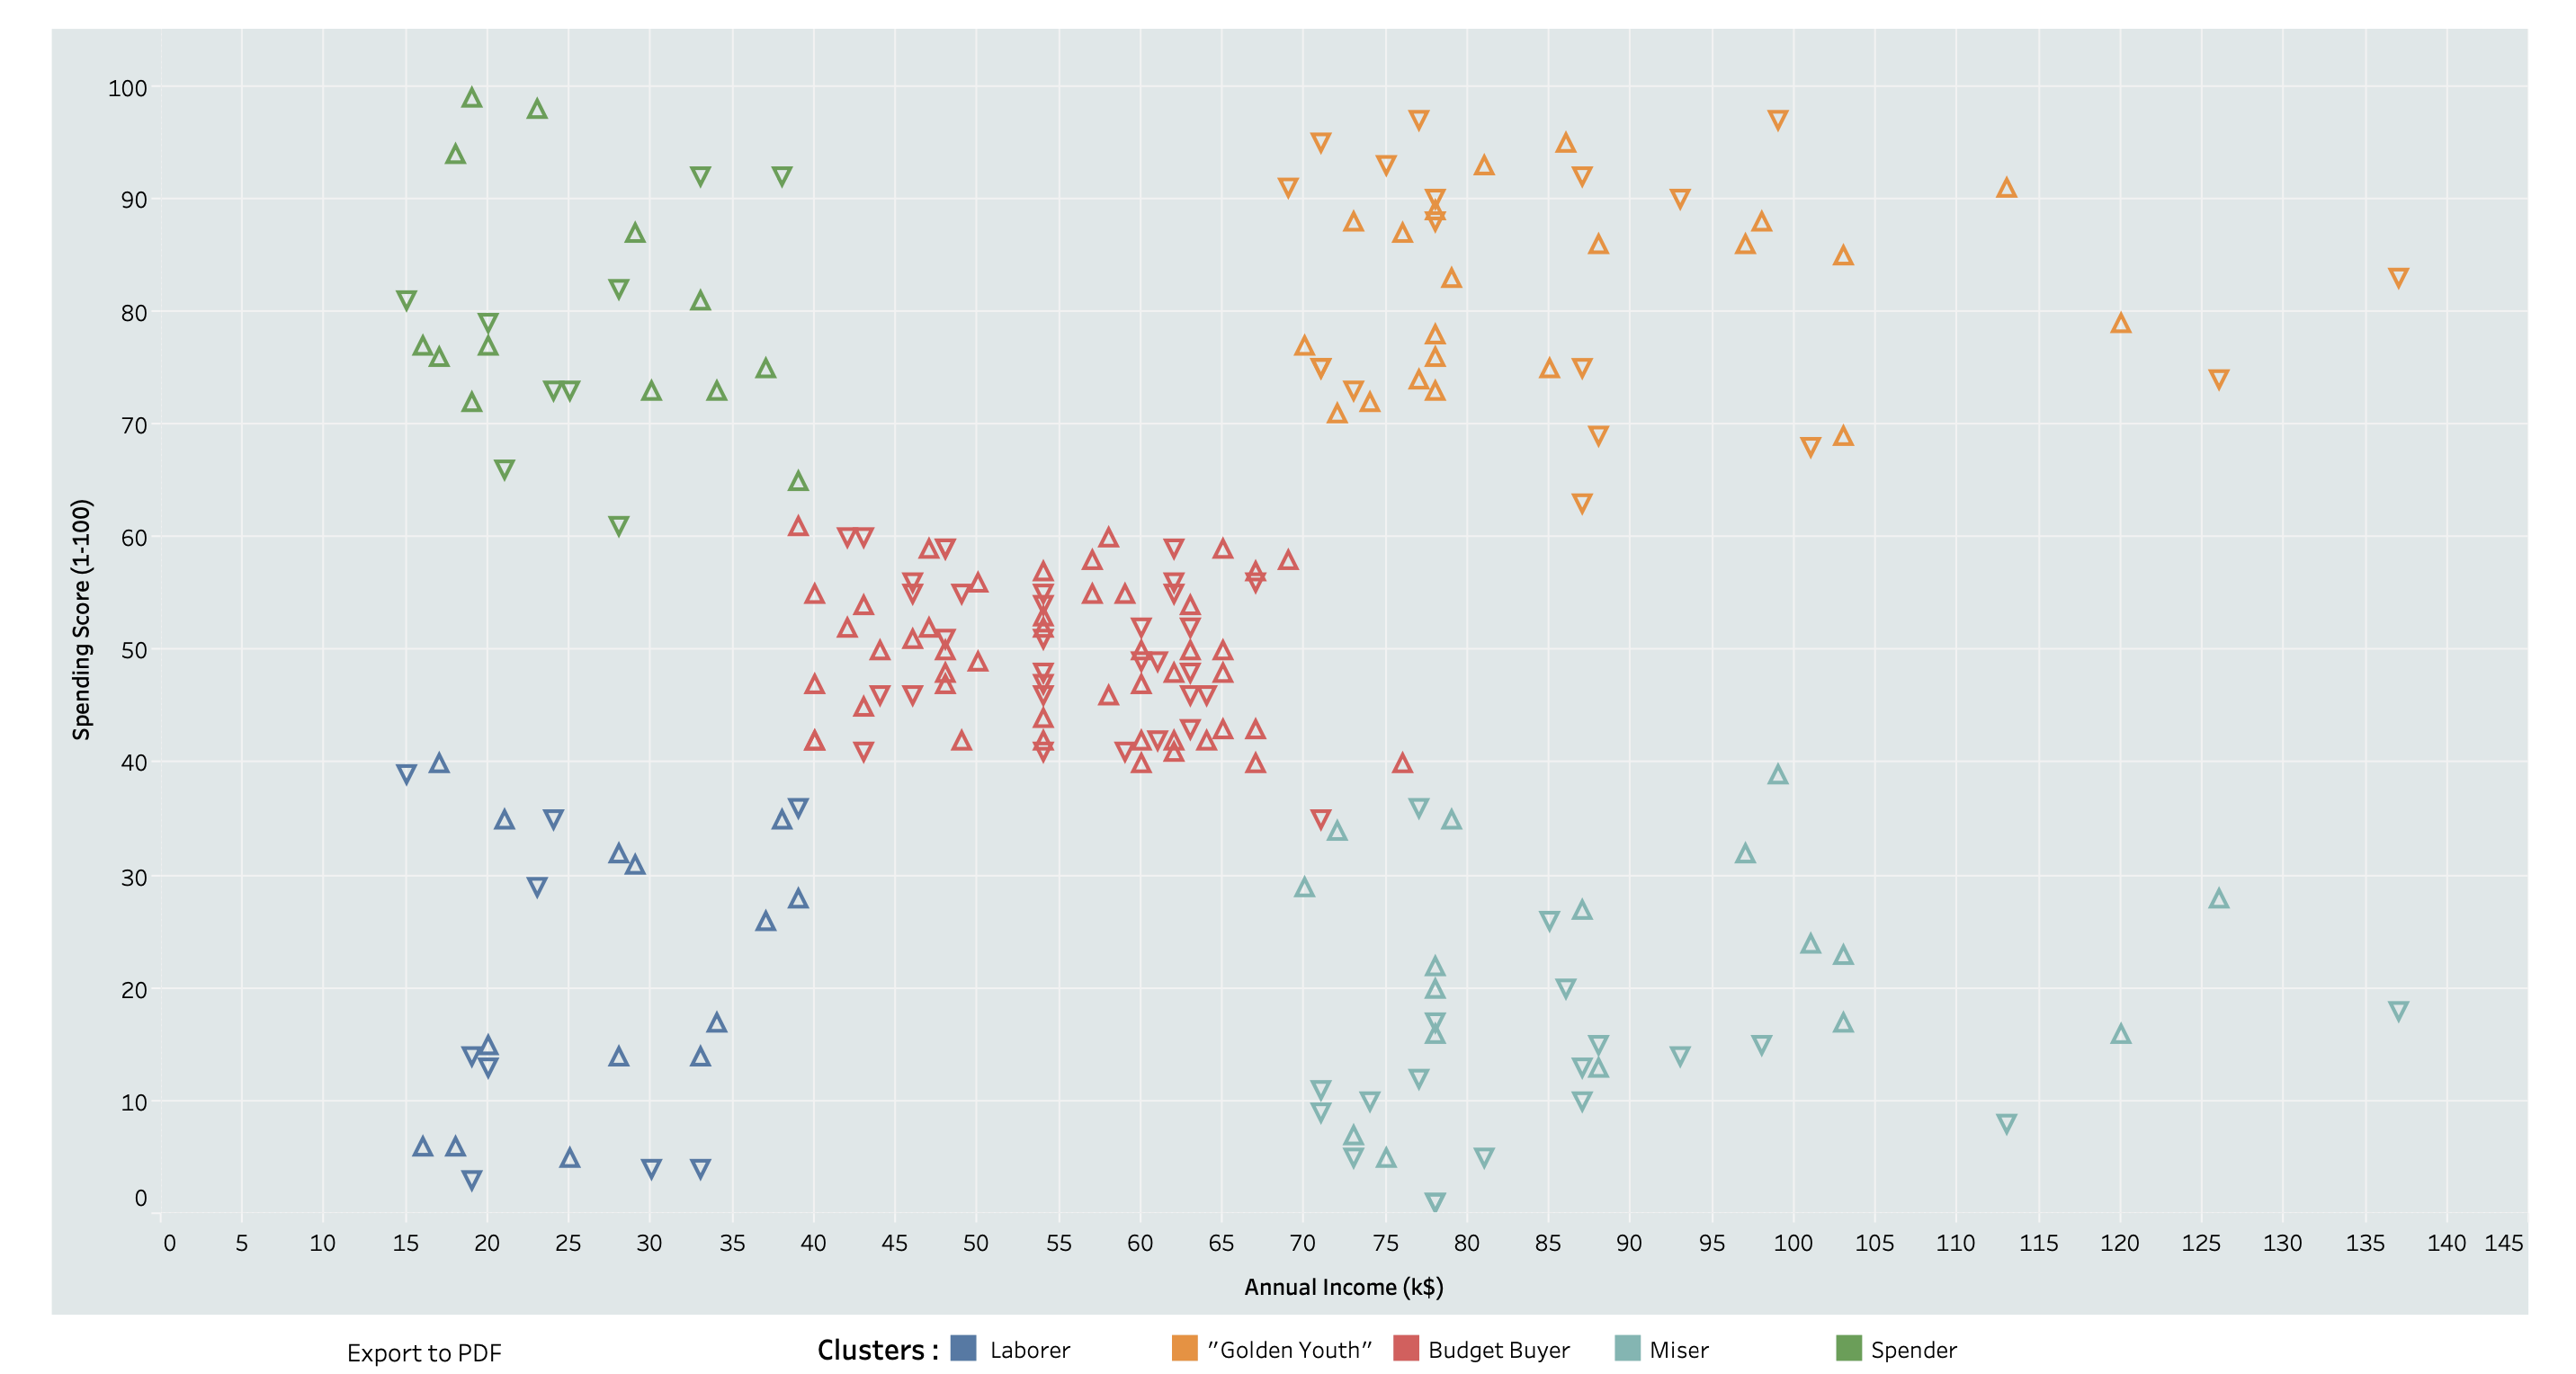 100
90
80
70
60
50
40
30
20
10
0
Spending Score (1-100)
0 5 10 15 20 25 30 35 40 45 50 55 60 65 70 75 80 85 90 95 100 105 110 115 120 125 130 135 140 145
Annual Income (k$)
Export to PDF Clusters : Laborer ”Golden Youth” Budget Buyer Miser Spender